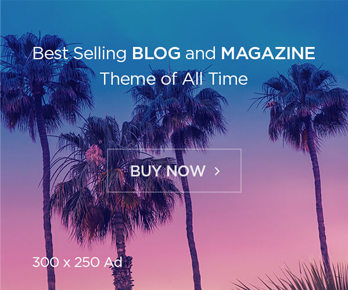 Best Selling BLOG and MAGAZINE
Theme of All Time
BUY NOW >
300 x 250 Ad